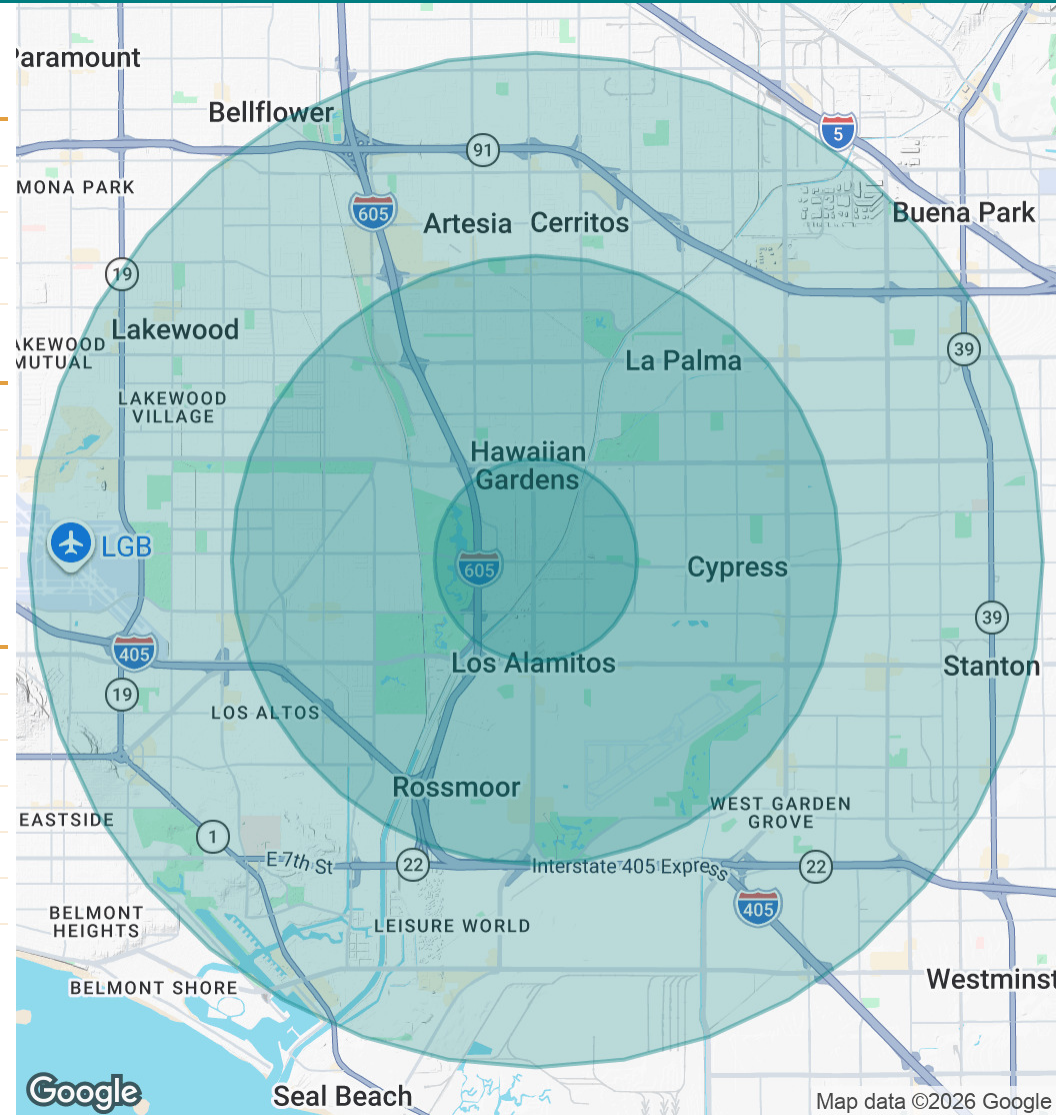 Paramount
Bellflower
5
91
MONA PARK
605
Artesia
Cerritos
Buena Park
19
Lakewood
LAKEWOOD
MUTUAL
La Palma
39
LAKEWOOD
VILLAGE
Hawaiian
Gardens
LGB
605
Cypress
39
405
Los Alamitos
Stanton
19
LOS ALTOS
Rossmoor
WEST GARDEN
GROVE
EASTSIDE
1
E 7th St
22
Interstate 405 Express
22
405
BELMONT
HEIGHTS
LEISURE WORLD
BELMONT SHORE
Westminst
Google
Seal Beach
Map data ©2026 Google